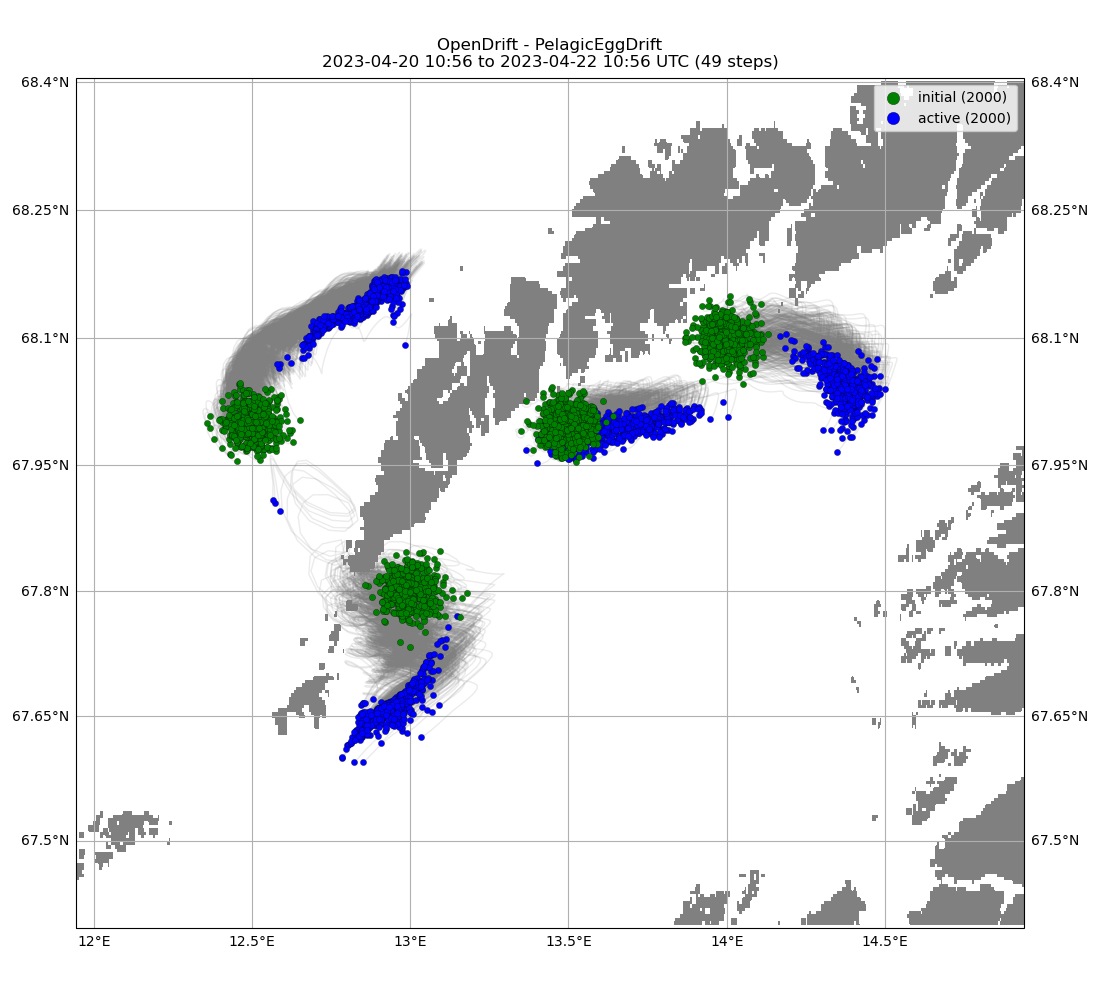 OpenDrift - PelagicEggDrift
2023-04-20 10:56 to 2023-04-22 10:56 UTC (49 steps)
initial (2000)
active (2000)
68.4°N
68.4°N
68.25°N
68.25°N
68.1°N
68.1°N
67.95°N
67.95°N
67.8°N
67.8°N
67.65°N
67.65°N
67.5°N
67.5°N
12°E
12.5°E
13°E
13.5°E
14°E
14.5°E